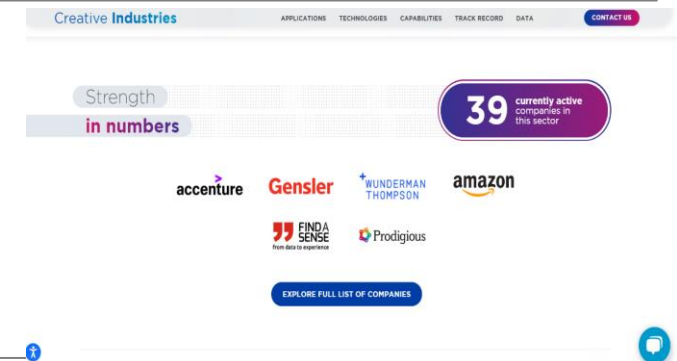 Creative Industries
APPLICATIONS TECHNOLOGIES CAPABILITIES TRACK RECORD DATA
CONTACT US
Strength
in numbers
39 currently active
companies in
this sector
accenture
Gensler
WUNDERMAN
THOMPSON
amazon
FINDA
SENSE
from data to experience
Prodigious
EXPLORE FULL LIST OF COMPANIES